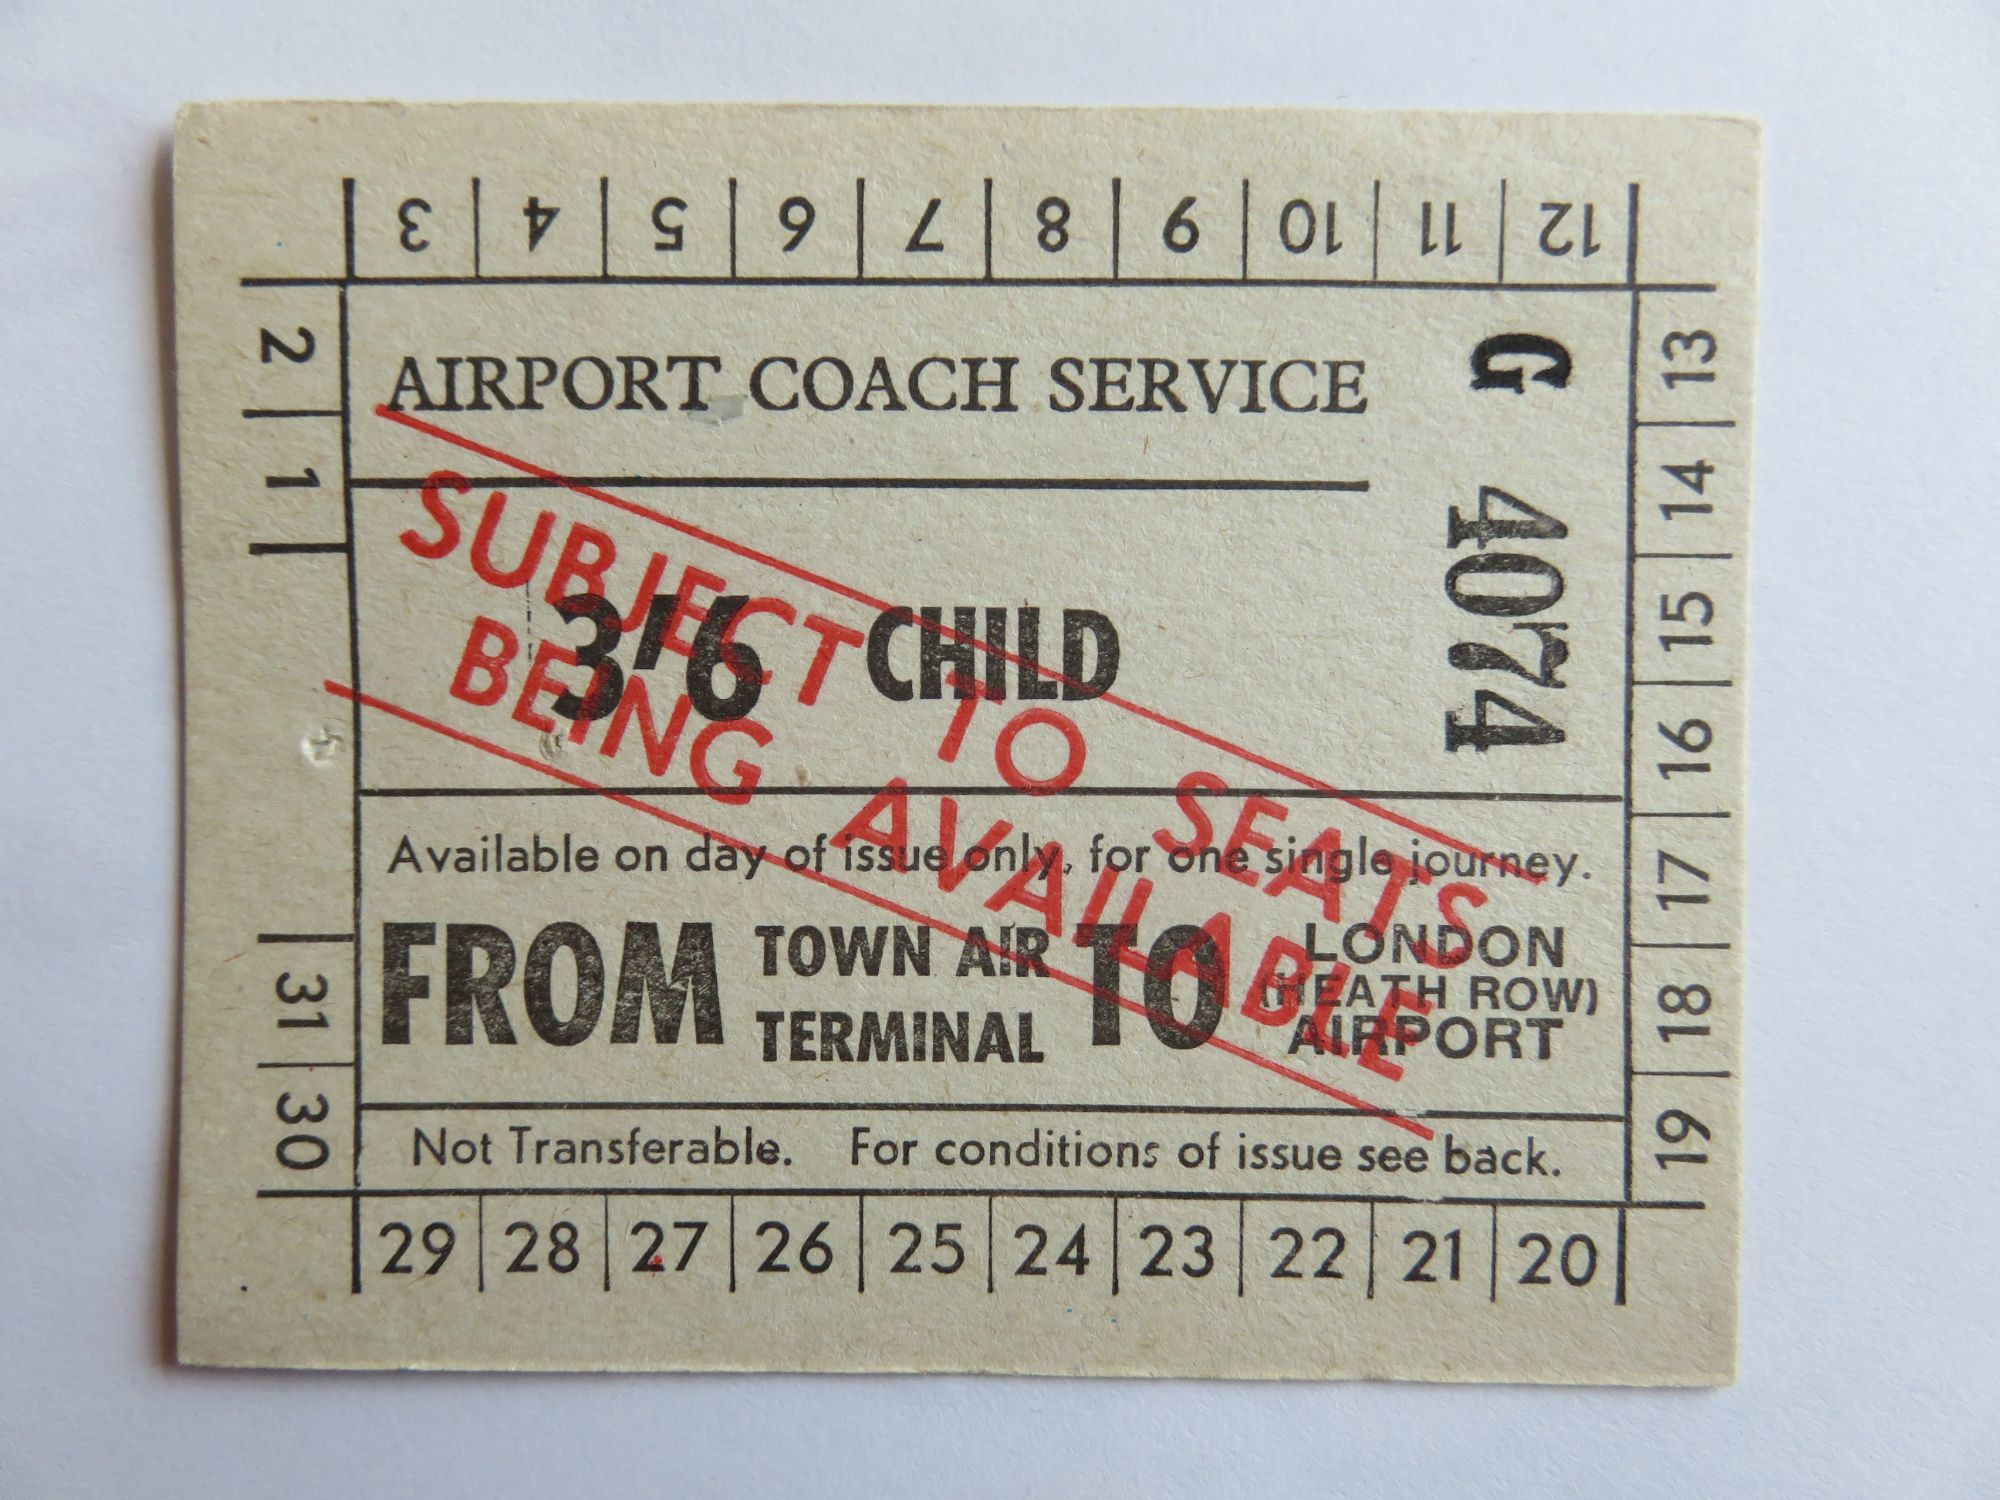 3 4 5 6 7 8 9 10 11 12
2 1
AIRPORT COACH SERVICE
G 4074
13 14 15 16 17 18 19
SUBJECT TO SEATS
BEING AVAILABLE
3'6 CHILD
Available on day of issue only, for one single journey.
FROM TOWN AIR TERMINAL TO LONDON (HEATH ROW) AIRPORT
31 30
Not Transferable. For conditions of issue see back.
29 28 27 26 25 24 23 22 21 20